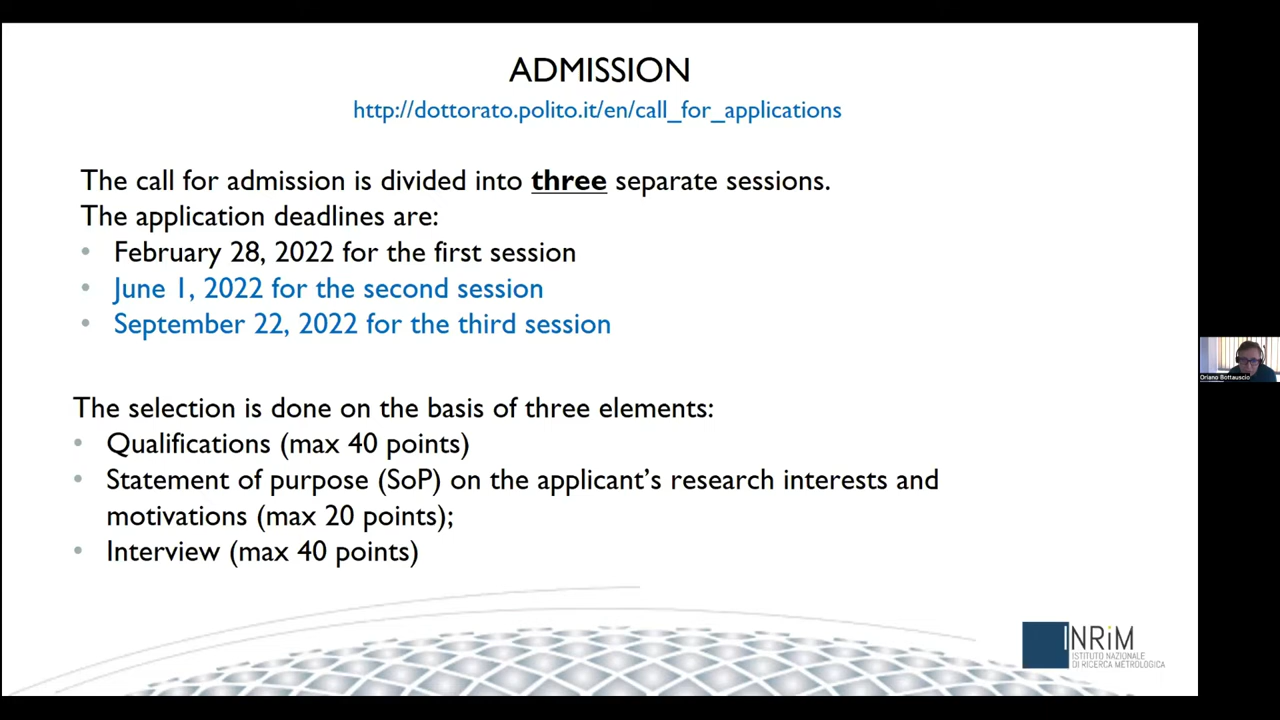 ADMISSION
http://dottorato.polito.it/en/call_for_applications
The call for admission is divided into three separate sessions.
The application deadlines are:
• February 28, 2022 for the first session
• June 1, 2022 for the second session
• September 22, 2022 for the third session
The selection is done on the basis of three elements:
• Qualifications (max 40 points)
• Statement of purpose (SoP) on the applicant’s research interests and
motivations (max 20 points);
• Interview (max 40 points)
Oriano Bottauscio
INRiM
ISTITUTO NAZIONALE
DI RICERCA METROLOGICA